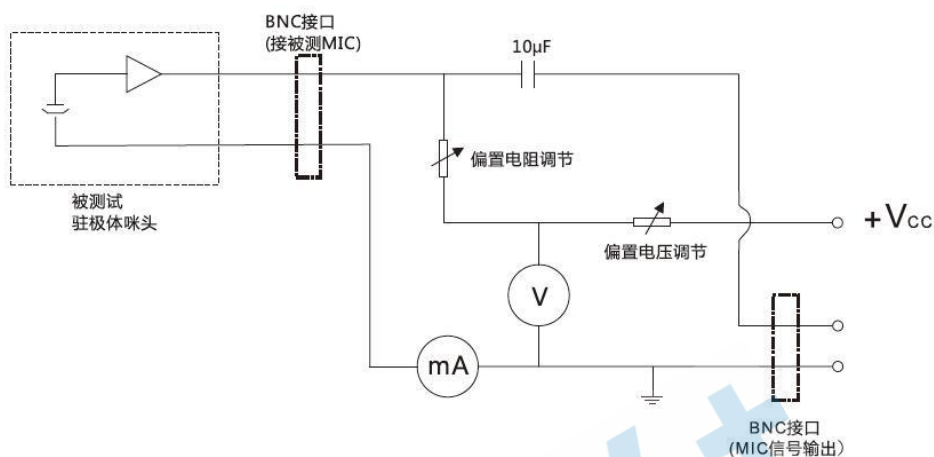 BNC接口
(接被测MIC)
10μF
偏置电阻调节
被测试
驻极体咪头
+Vcc
偏置电压调节
V
mA
BNC接口
(MIC信号输出）